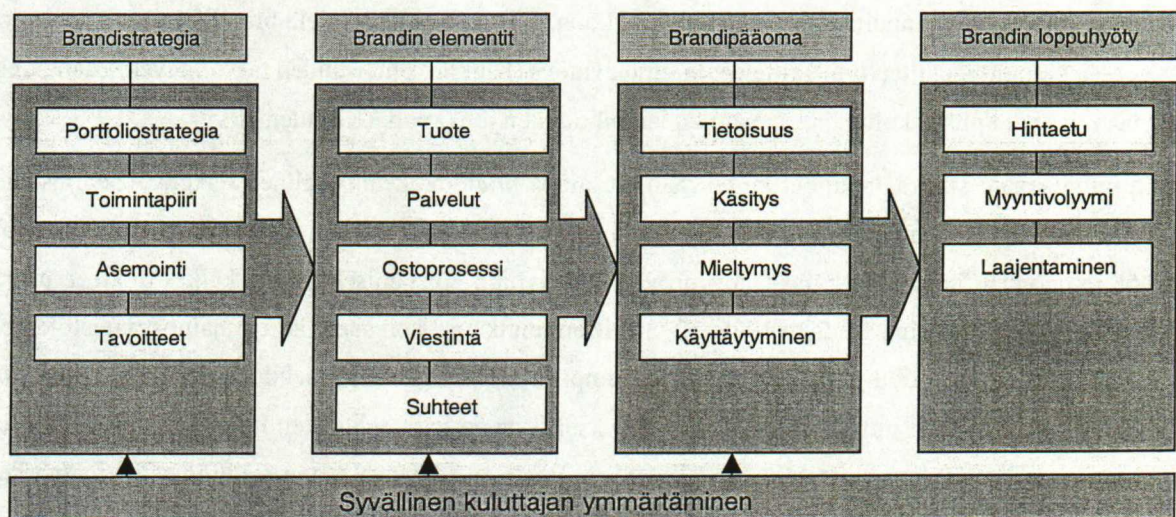 Brandistrategia
Portfoliostrategia
Toimintapiiri
Asemointi
Tavoitteet
Brandin elementit
Tuote
Palvelut
Ostoprosessi
Viestintä
Suhteet
Brandipääoma
Tietoisuus
Käsitys
Mieltymys
Käyttäytyminen
Brandin loppuhyöty
Hintaetu
Myyntivolyymi
Laajentaminen
Syvällinen kuluttajan ymmärtäminen